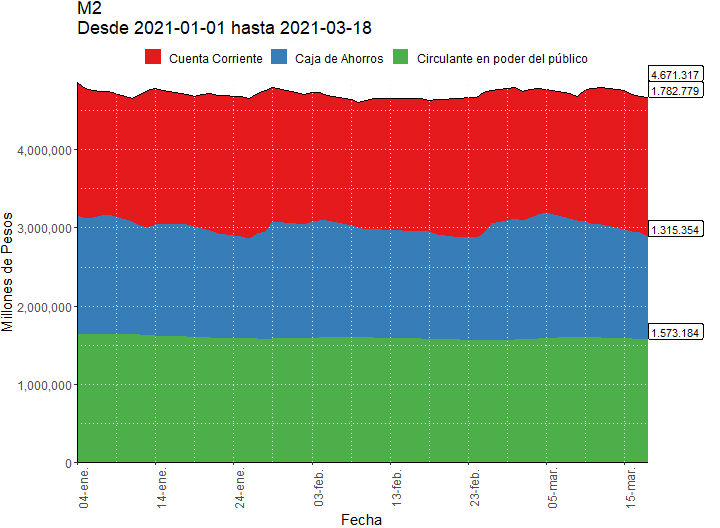 M2
Desde 2021-01-01 hasta 2021-03-18
Cuenta Corriente Caja de Ahorros Circulante en poder del público
4.671.317
1.782.779
1.315.354
1.573.184
Millones de Pesos
4,000,000
3,000,000
2,000,000
1,000,000
0
04-ene. 14-ene. 24-ene. 03-feb. 13-feb. 23-feb. 05-mar. 15-mar.
Fecha